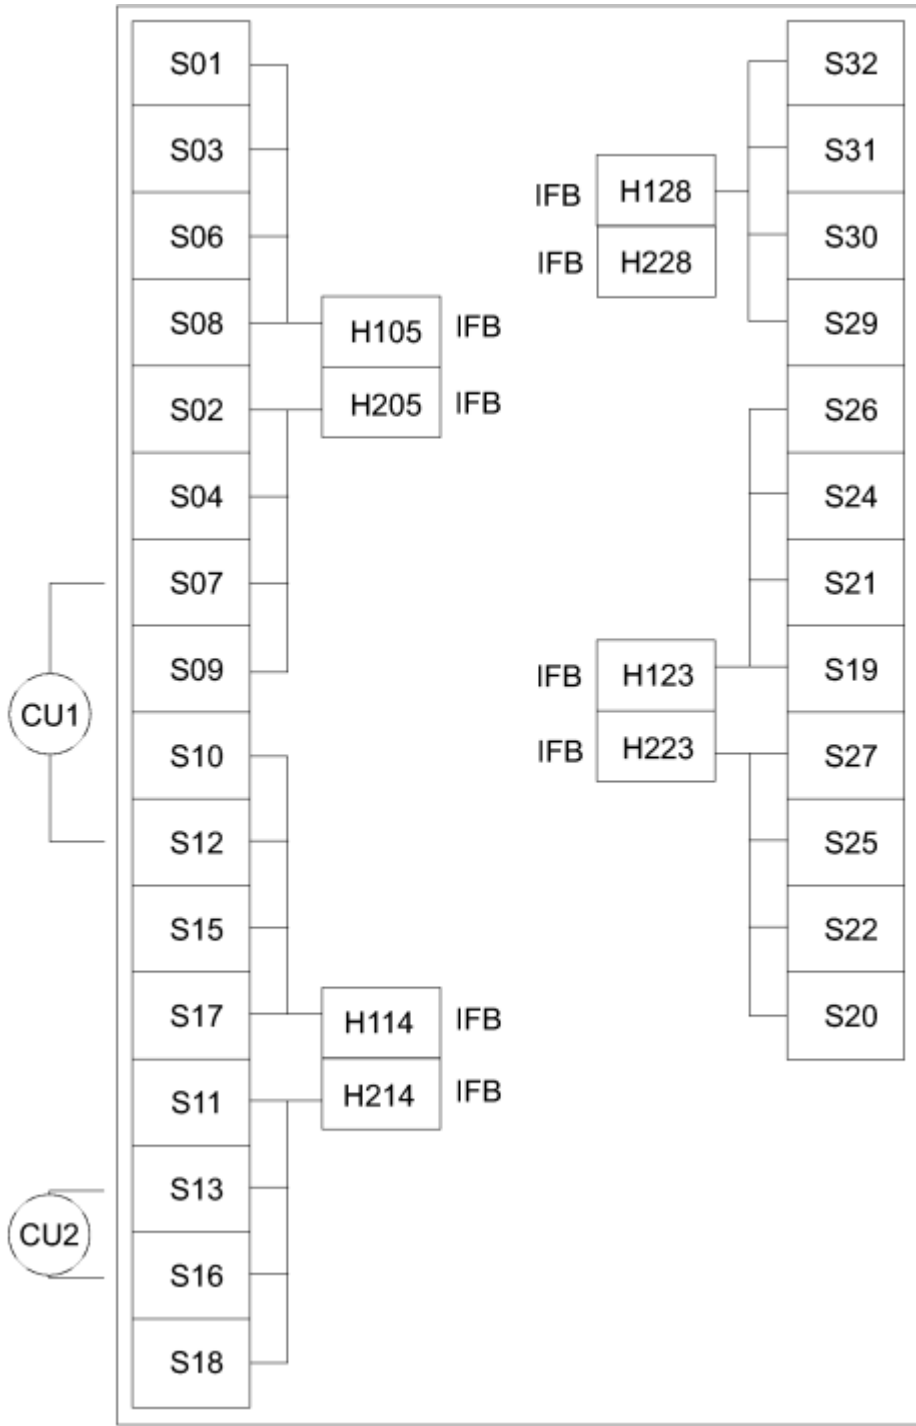 S01
S03
S06
S08
S02
S04
S07
S09
S10
S12
S15
S17
S11
S13
S16
S18
CU1
CU2
H105 IFB
H205 IFB
H114 IFB
H214 IFB
IFB H128
IFB H228
IFB H123
IFB H223
S32
S31
S30
S29
S26
S24
S21
S19
S27
S25
S22
S20